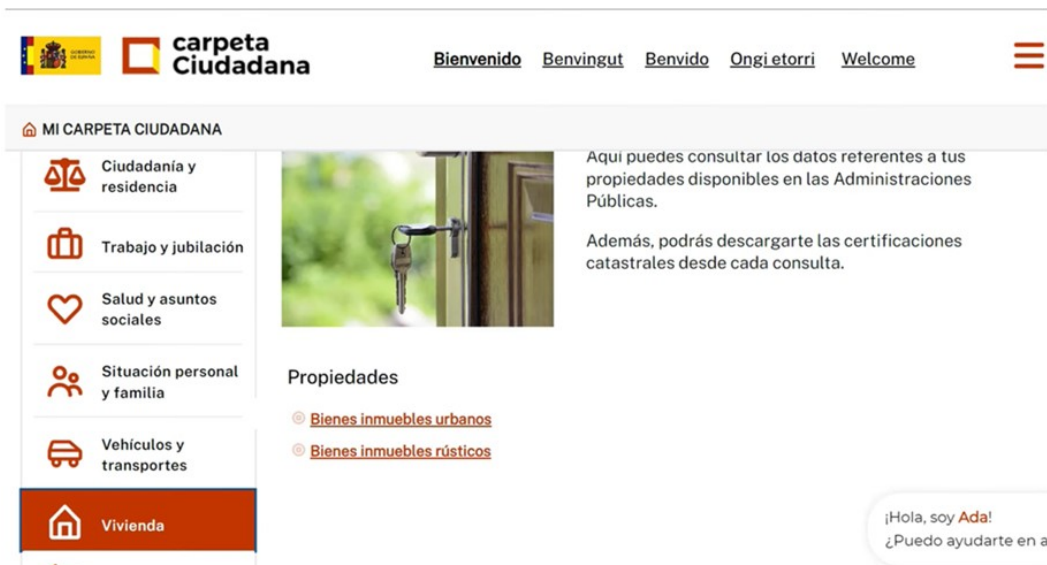 GOBIERNO
DE ESPAÑA
carpeta
Ciudadana
Bienvenido Benvingut Benvido Ongi etorri Welcome
MI CARPETA CIUDADANA
Ciudadanía y
residencia
Trabajo y jubilación
Salud y asuntos
sociales
Situación personal
y familia
Vehículos y
transportes
Vivienda
Aquí puedes consultar los datos referentes a tus
propiedades disponibles en las Administraciones
Públicas.
Además, podrás descargarte las certificaciones
catastrales desde cada consulta.
Propiedades
Bienes inmuebles urbanos
Bienes inmuebles rústicos
¡Hola, soy Ada!
¿Puedo ayudarte en a